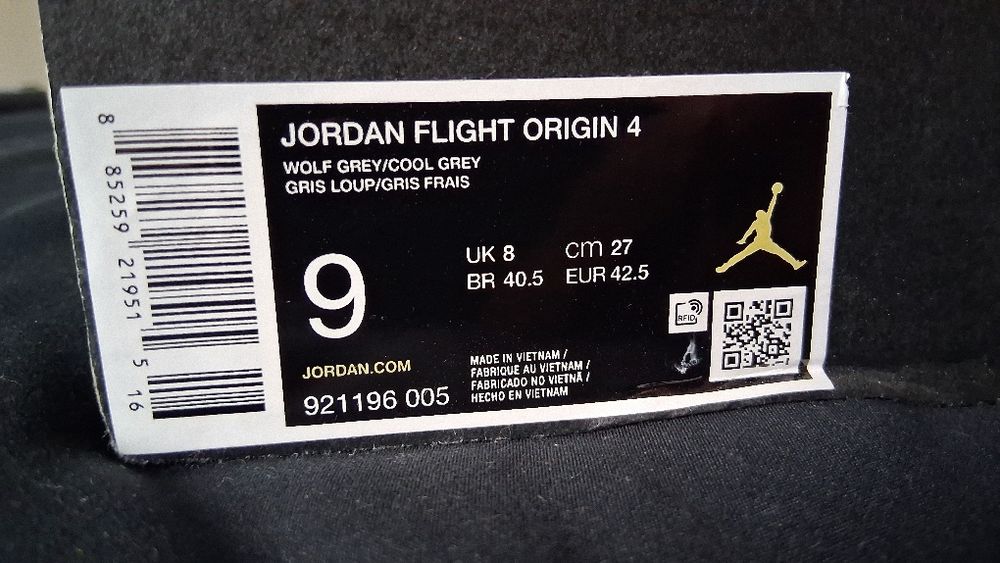 8 85259 21951 5 16
JORDAN FLIGHT ORIGIN 4
WOLF GREY/COOL GREY
GRIS LOUP/GRIS FRAIS
9
UK 8 cm 27
BR 40.5 EUR 42.5
RFID
JORDAN.COM
921196 005
MADE IN VIETNAM /
FABRIQUE AU VIETNAM /
FABRICADO NO VIETNÃ /
HECHO EN VIETNAM